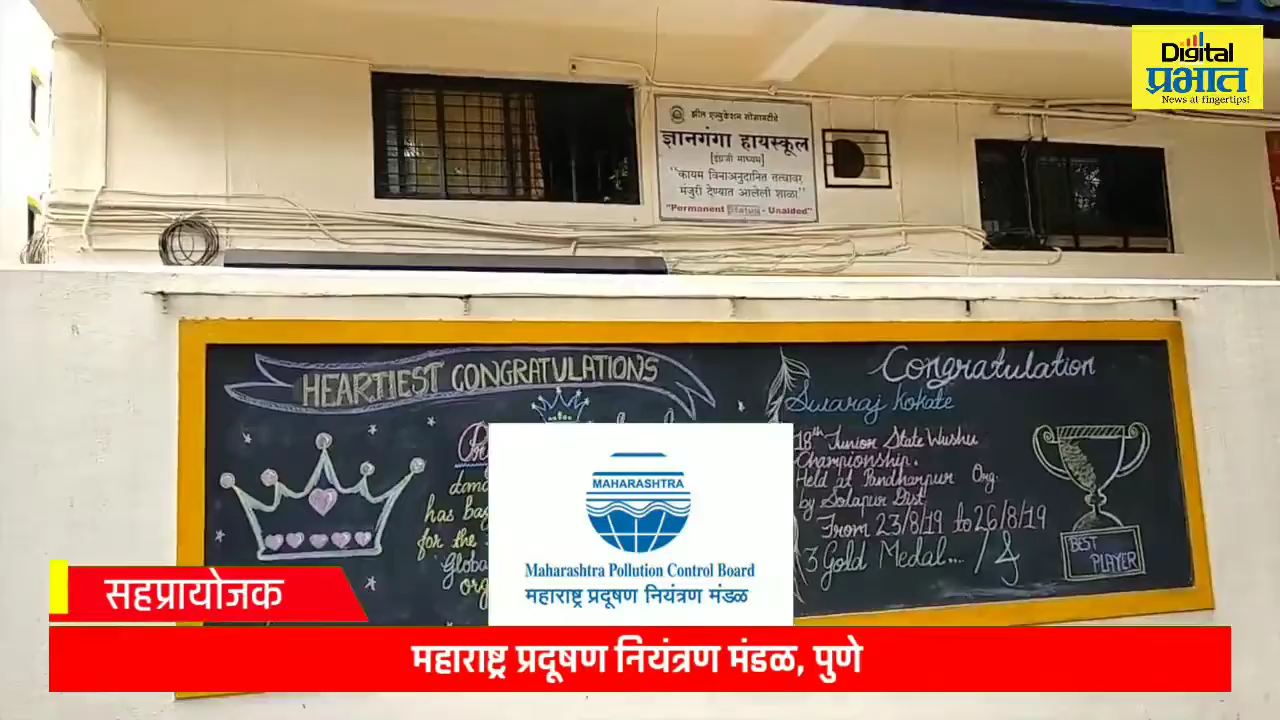 Digital
प्रभात
News at fingertips!
झील एज्युकेशन सोसायटीचे
ज्ञानगंगा हायस्कूल
[इंग्रजी माध्यम]
"कायम विनाअनुदानित तत्वावर
मंजुरी देण्यात आलेली शाळा"
"Permanent Status - Unaided"
HEARTIEST CONGRATULATIONS
has
for the
Congratulation
Swaraj Kokate
18th Junior State Wushu
Championship.
Held at Pandharpur Org.
by Solapur Dist
From 23/8/19 to 26/8/19
3 Gold Medal...
BEST
PLAYER
MAHARASHTRA
Maharashtra Pollution Control Board
महाराष्ट्र प्रदूषण नियंत्रण मंडळ
सहप्रायोजक
महाराष्ट्र प्रदूषण नियंत्रण मंडळ, पुणे